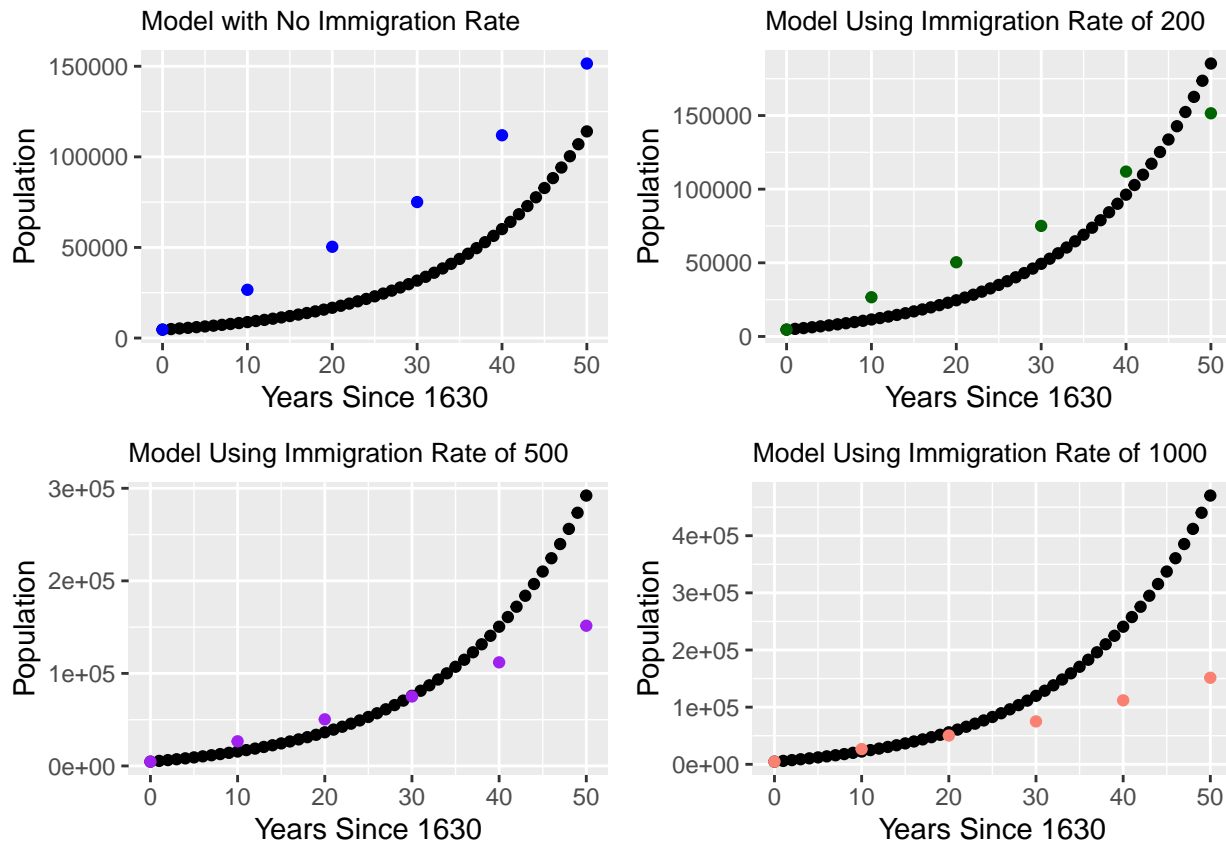 Model with No Immigration Rate
150000
100000
50000
0
Population
0 10 20 30 40 50
Years Since 1630
Model Using Immigration Rate of 200
150000
100000
50000
0
Population
0 10 20 30 40 50
Years Since 1630
Model Using Immigration Rate of 500
3e+05
2e+05
1e+05
0e+00
Population
0 10 20 30 40 50
Years Since 1630
Model Using Immigration Rate of 1000
4e+05
3e+05
2e+05
1e+05
0e+00
Population
0 10 20 30 40 50
Years Since 1630